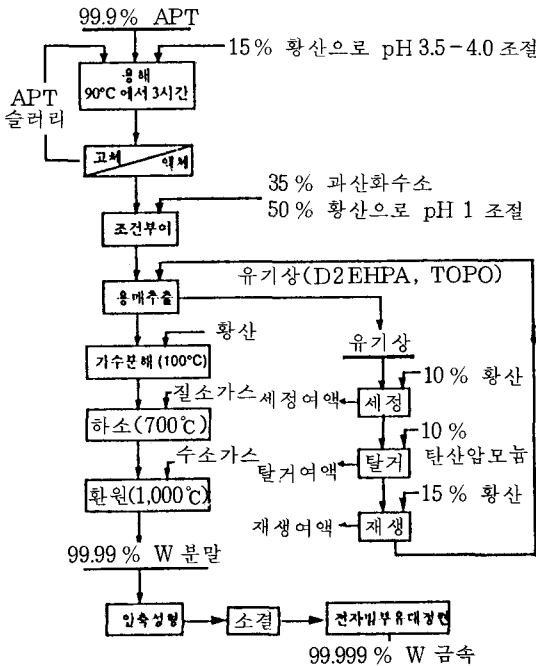 99.9% APT
15% 황산으로 pH 3.5-4.0 조절
용해
90°C 에서 3시간
APT
슬러리
고체
액체
35% 과산화수소
50% 황산으로 pH 1 조절
조건부여
유기상(D2EHPA, TOPO)
용매추출
황산
유기상
가수분해 (100°C)
10% 황산
질소가스
세정여액
세정
하소(700℃)
10%
탄산암모늄
수소가스
탈거여액
탈거
환원(1,000℃)
15% 황산
재생여액
재생
99.99% W 분말
압축성형
소결
전자빔부유대정련
99.999% W 금속